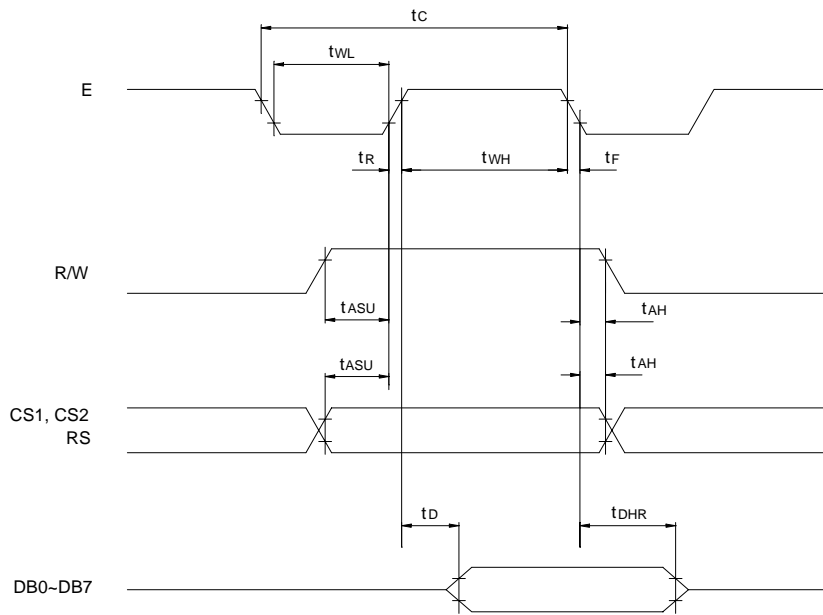 tC
tWL
E
tR
tWH
tF
R/W
tASU
tAH
tASU
tAH
CS1, CS2
RS
tD
tDHR
DB0~DB7